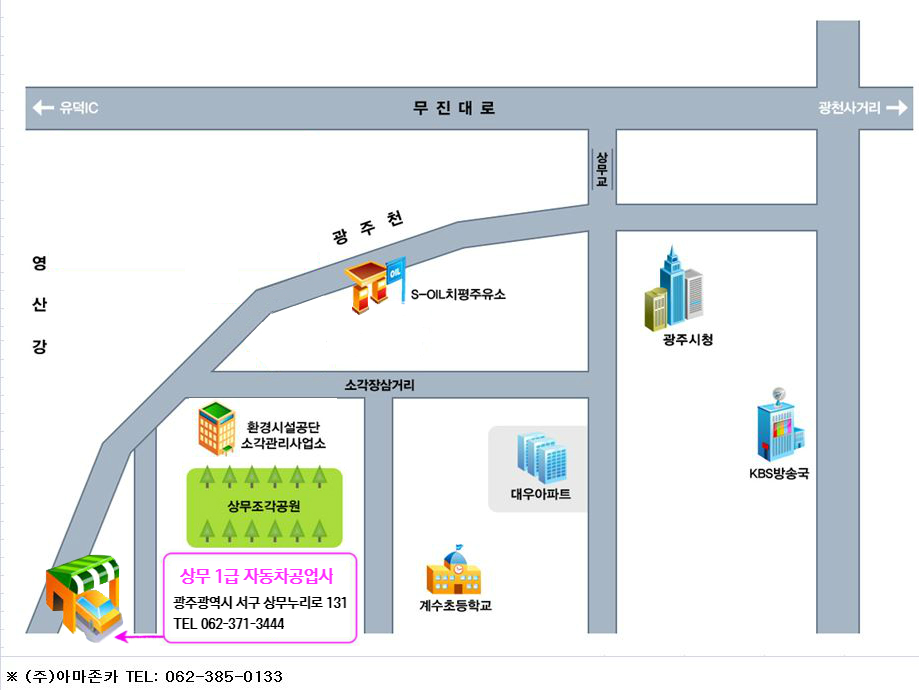 유덕IC
무진대로
광천사거리
상무교
광주천
영산강
OIL
S-OIL치평주유소
광주시청
소각장삼거리
환경시설공단
소각관리사업소
KBS방송국
대우아파트
상무조각공원
상무 1급 자동차공업사
광주광역시 서구 상무누리로 131
TEL 062-371-3444
계수초등학교
※ (주)아마존카 TEL: 062-385-0133